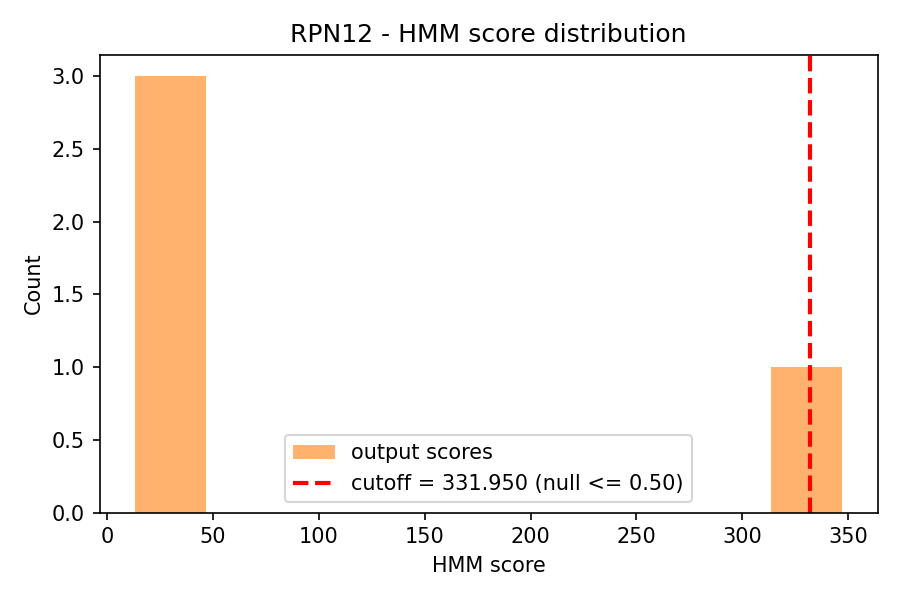 RPN12 - HMM score distribution
3.0
2.5
2.0
1.5
1.0
0.5
0.0
Count
output scores
cutoff = 331.950 (null <= 0.50)
0 50 100 150 200 250 300 350
HMM score